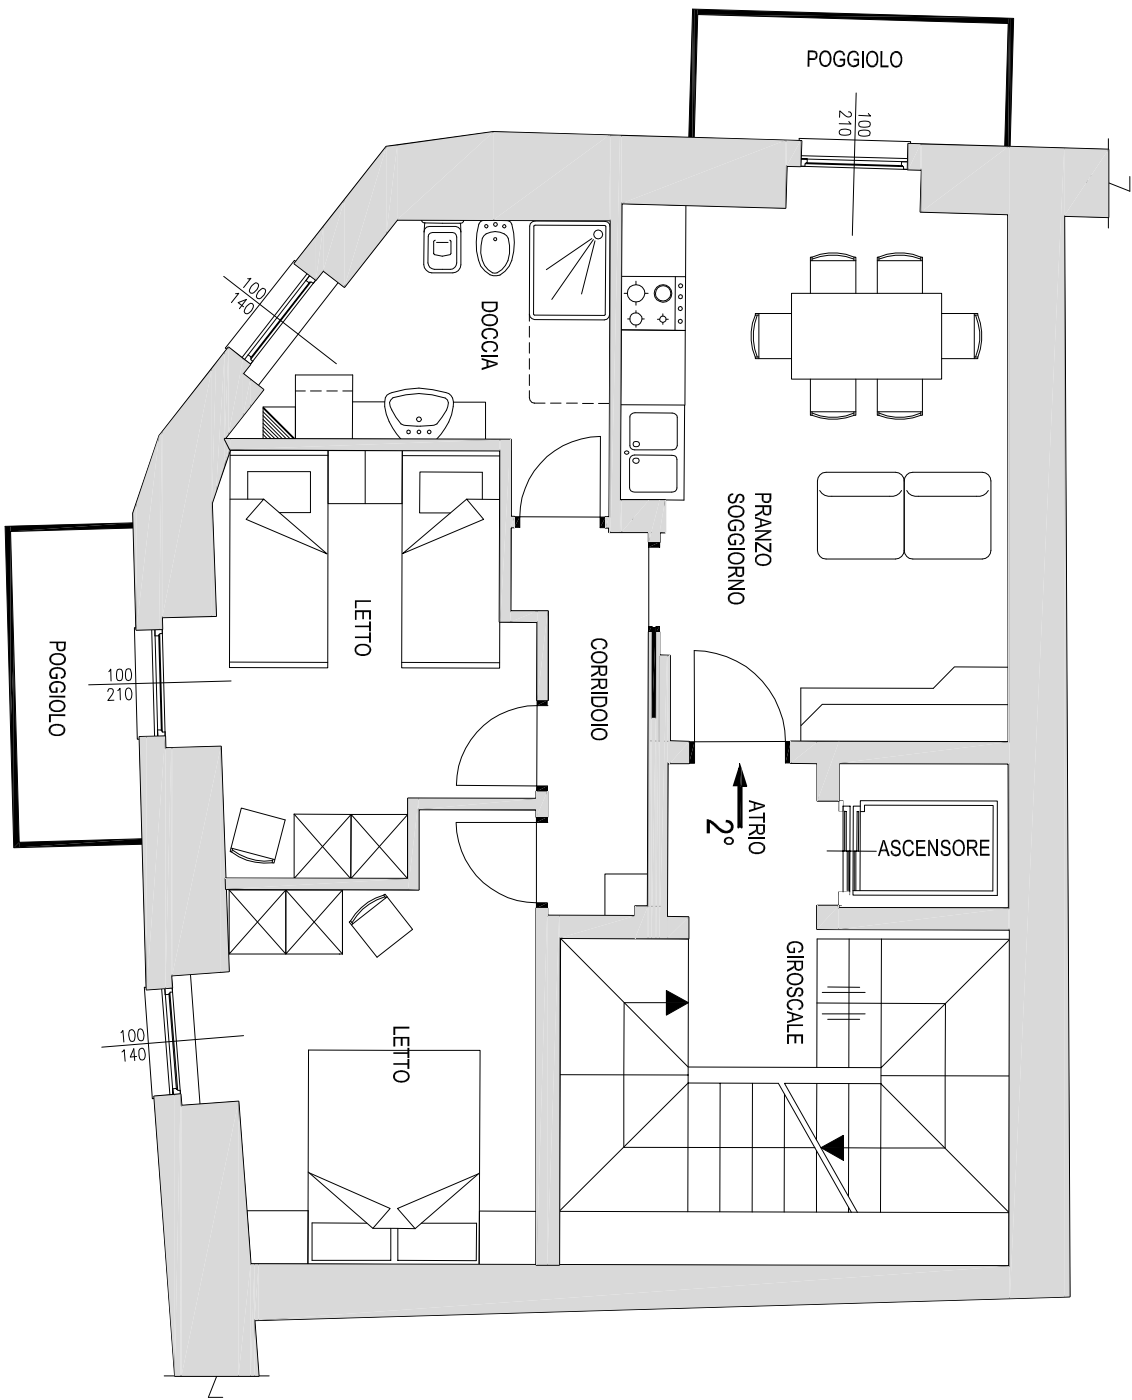 POGGIOLO
100
210
100
140
DOCCIA
PRANZO
SOGGIORNO
LETTO
CORRIDOIO
POGGIOLO
100
210
ATRIO
2°
ASCENSORE
GIROSCALE
LETTO
100
140